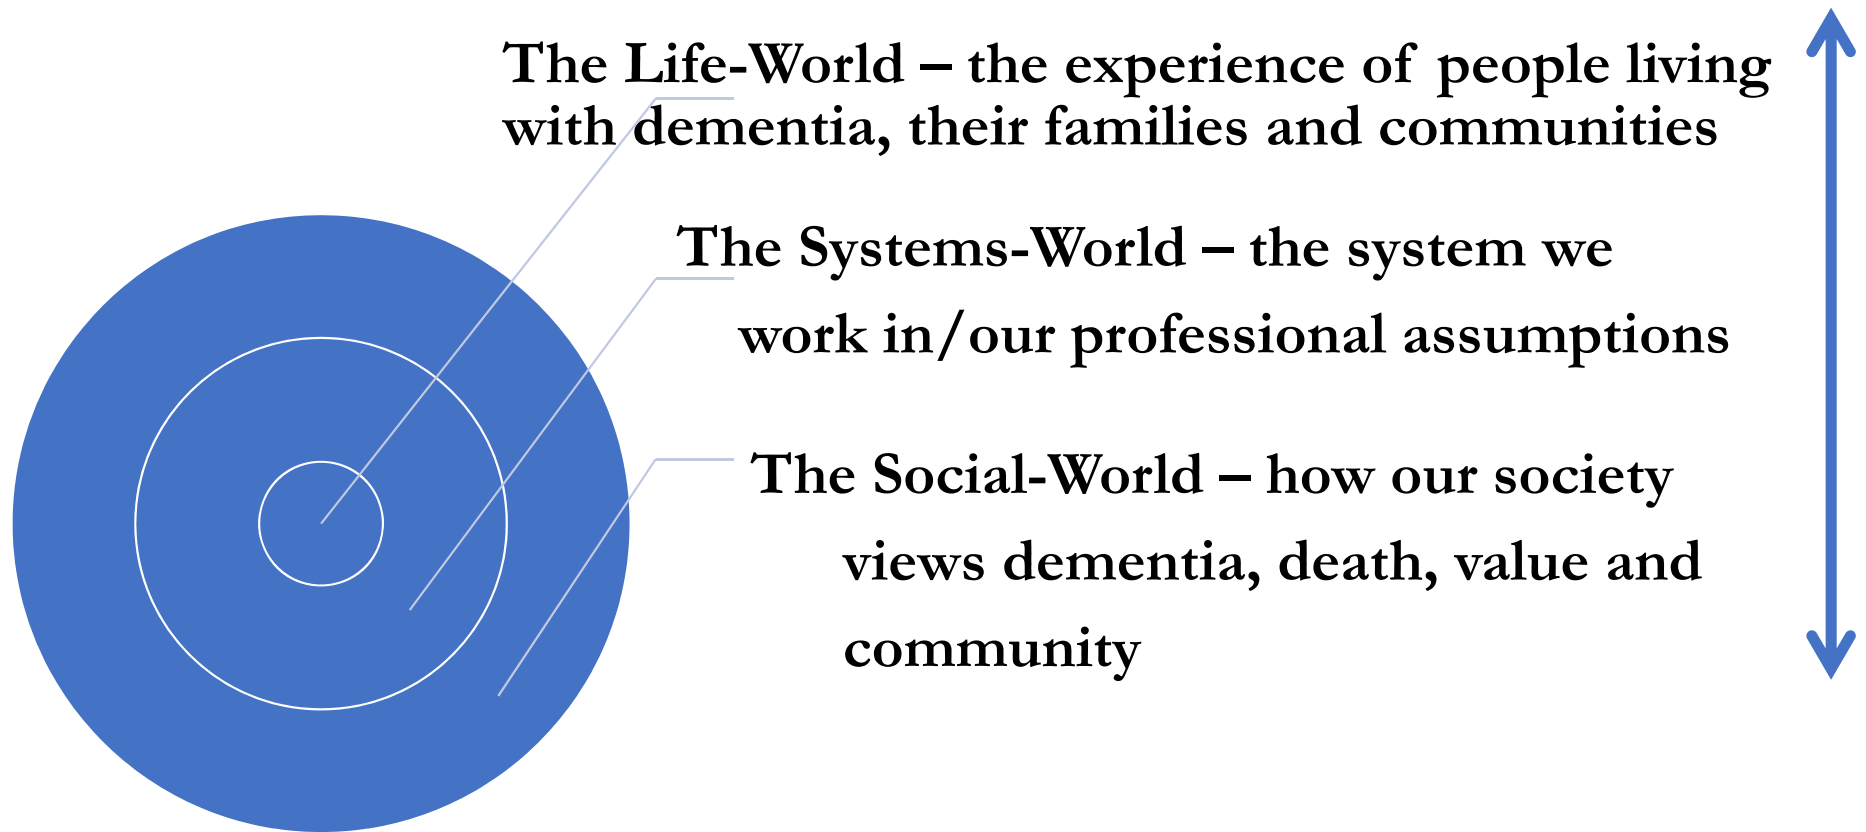 The Life-World – the experience of people living
with dementia, their families and communities
The Systems-World – the system we
work in/our professional assumptions
The Social-World – how our society
views dementia, death, value and
community